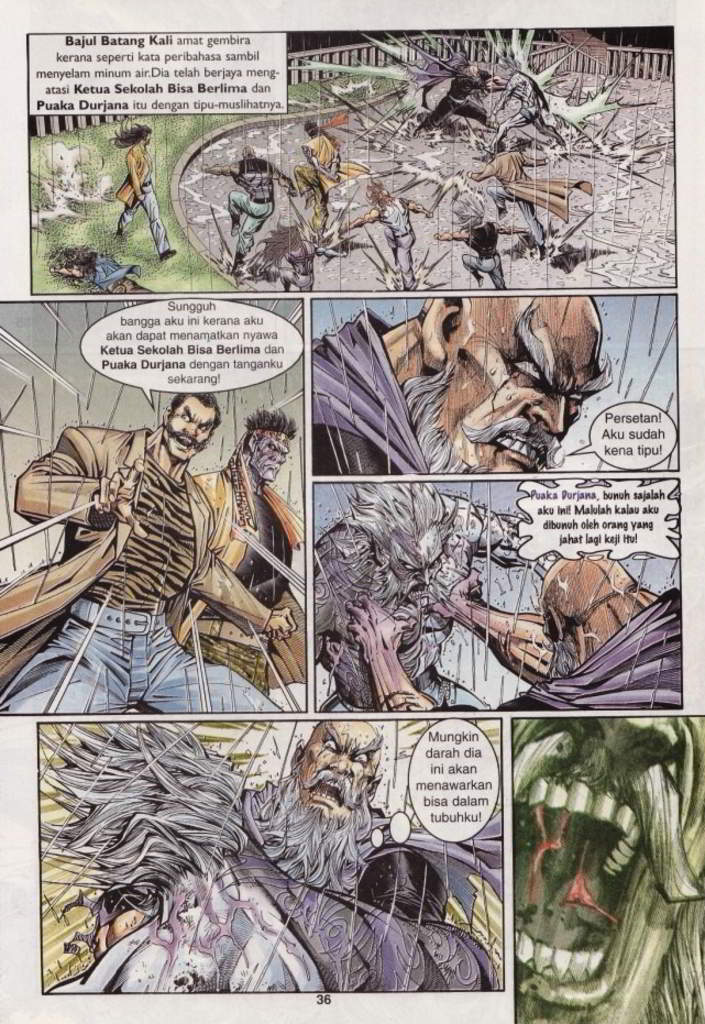 Bajul Batang Kali amat gembira
kerana seperti kata peribahasa sambil
menyelam minum air.Dia telah berjaya meng-
atasi Ketua Sekolah Bisa Berlima dan
Puaka Durjana itu dengan tipu-muslihatnya.
Sungguh
bangga aku ini kerana aku
akan dapat menamatkan nyawa
Ketua Sekolah Bisa Berlima dan
Puaka Durjana dengan tanganku
sekarang!
Persetan!
Aku sudah
kena tipu!
Puaka Durjana, bunuh sajalah
aku ini! Malulah kalau aku
dibunuh oleh orang yang
jahat lagi keji itu!
Mungkin
darah dia
ini akan
menawarkan
bisa dalam
tubuhku!
36